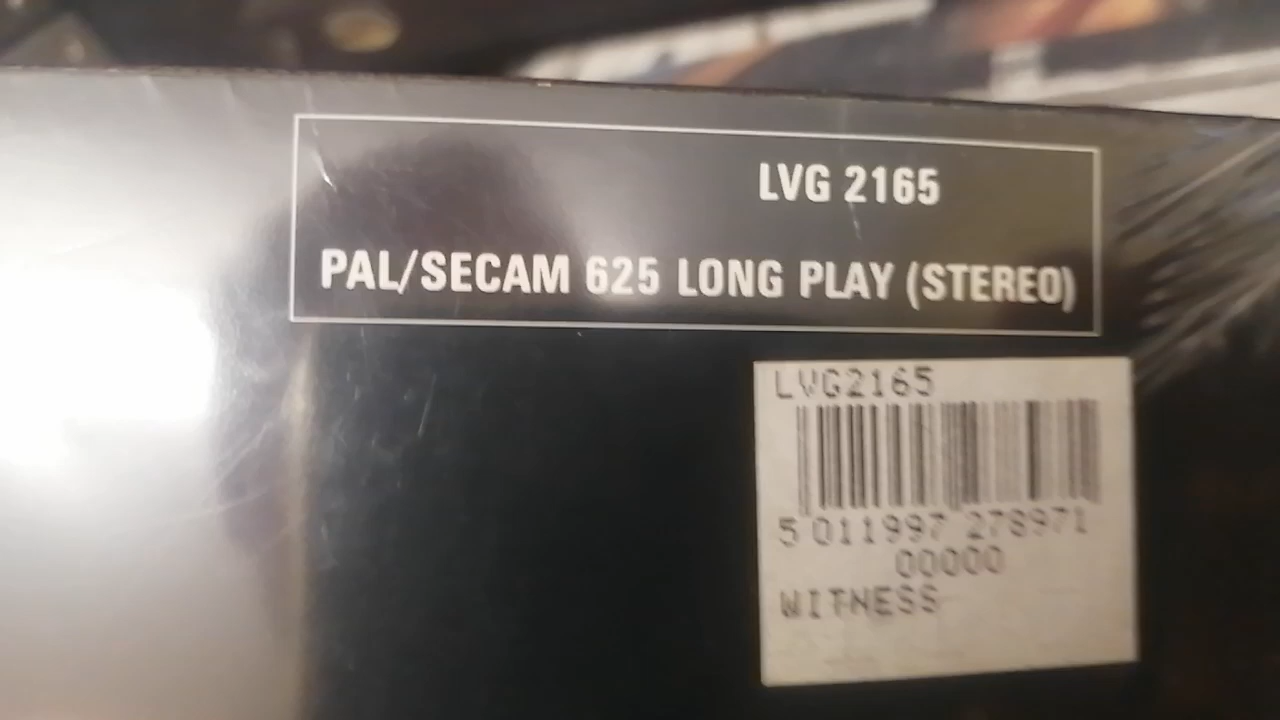 LVG 2165
PAL/SECAM 625 LONG PLAY (STEREO)
LVG2165
5 011997 278971
00000
WITNESS